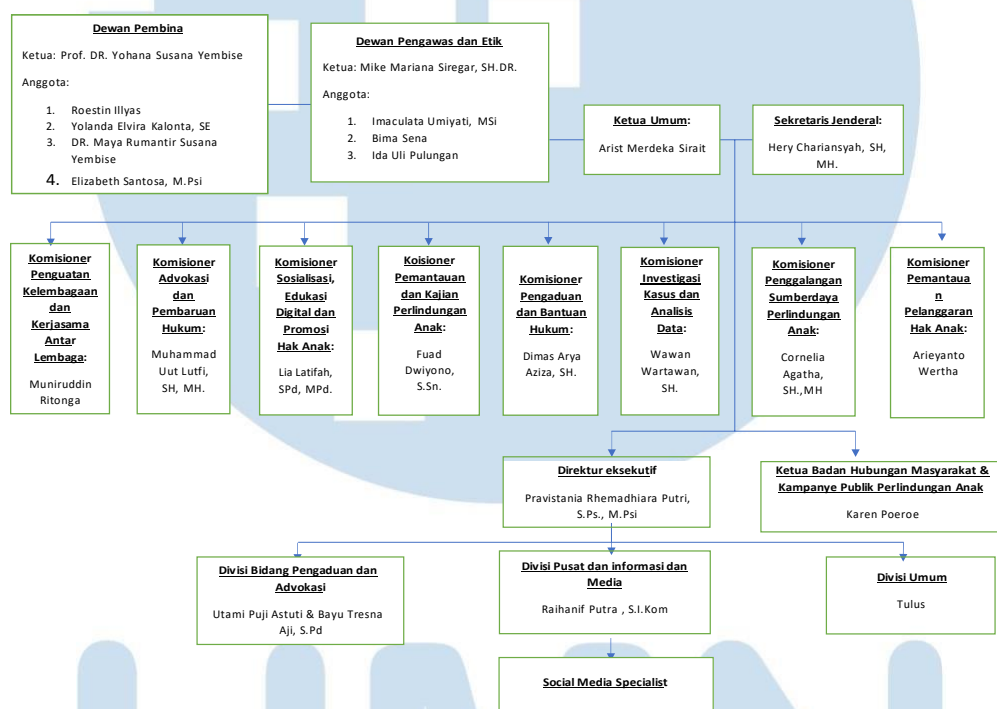 Dewan Pembina
Ketua: Prof. DR. Yohana Susana Yembise
Anggota:
1. Roestin Illyas
2. Yolanda Elvira Kalonta, SE
3. DR. Maya Rumantir Susana
Yembise
4. Elizabeth Santosa, M.Psi
Dewan Pengawas dan Etik
Ketua: Mike Mariana Siregar, SH.DR.
Anggota:
1. Imaculata Umiyati, MSi
2. Bima Sena
3. Ida Uli Pulungan
Ketua Umum:
Arist Merdeka Sirait
Sekretaris Jenderal:
Hery Chariansyah, SH,
MH.
Komisioner
Penguatan
Kelembagaan
dan
Kerjasama
Antar
Lembaga:
Muniruddin
Ritonga
Komisioner
Advokasi
dan
Pembaruan
Hukum:
Muhammad
Uut Lutfi,
SH, MH.
Komisioner
Sosialisasi,
Edukasi
Digital dan
Promosi
Hak Anak:
Lia Latifah,
SPd, MPd.
Koisioner
Pemantauan
dan Kajian
Perlindungan
Anak:
Fuad
Dwiyono,
S.Sn.
Komisioner
Pengaduan
dan Bantuan
Hukum:
Dimas Arya
Aziza, SH.
Komisioner
Investigasi
Kasus dan
Analisis
Data:
Wawan
Wartawan,
SH.
Komisioner
Penggalangan
Sumberdaya
Perlindungan
Anak:
Cornelia
Agatha,
SH.,MH
Komisioner
Pemantaua
n
Pelanggaran
Hak Anak:
Arieyanto
Wertha
Direktur eksekutif
Pravistania Rhemadhiara Putri,
S.Ps., M.Psi
Ketua Badan Hubungan Masyarakat &
Kampanye Publik Perlindungan Anak
Karen Poeroe
Divisi Bidang Pengaduan dan
Advokasi
Utami Puji Astuti & Bayu Tresna
Aji, S.Pd
Divisi Pusat dan informasi dan
Media
Raihanif Putra , S.I.Kom
Divisi Umum
Tulus
Social Media Specialist